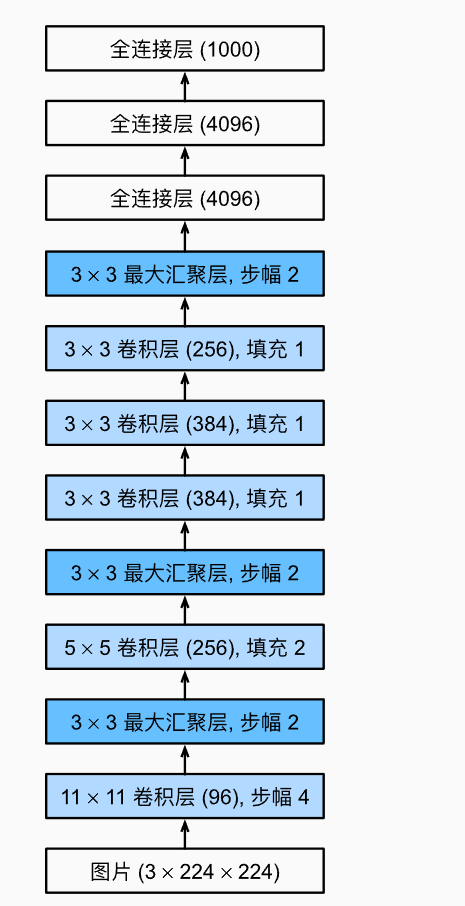 全连接层 (1000)
全连接层 (4096)
全连接层 (4096)
3 × 3 最大汇聚层, 步幅 2
3 × 3 卷积层 (256), 填充 1
3 × 3 卷积层 (384), 填充 1
3 × 3 卷积层 (384), 填充 1
3 × 3 最大汇聚层, 步幅 2
5 × 5 卷积层 (256), 填充 2
3 × 3 最大汇聚层, 步幅 2
11 × 11 卷积层 (96), 步幅 4
图片 (3 × 224 × 224)